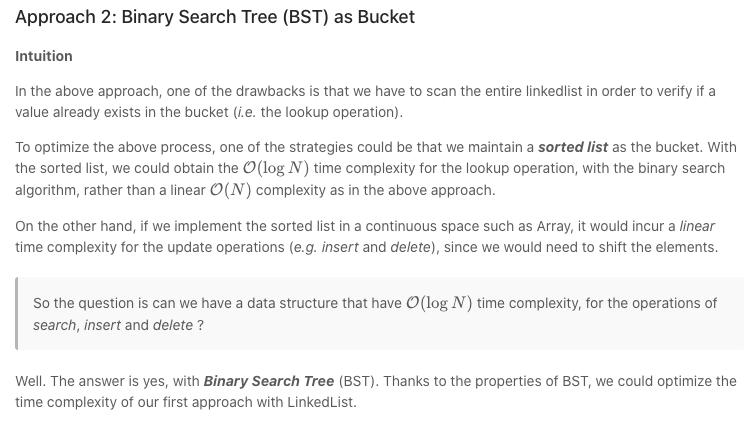 Approach 2: Binary Search Tree (BST) as Bucket
Intuition
In the above approach, one of the drawbacks is that we have to scan the entire linkedlist in order to verify if a
value already exists in the bucket (i.e. the lookup operation).
To optimize the above process, one of the strategies could be that we maintain a sorted list as the bucket. With
the sorted list, we could obtain the O(log N) time complexity for the lookup operation, with the binary search
algorithm, rather than a linear O(N) complexity as in the above approach.
On the other hand, if we implement the sorted list in a continuous space such as Array, it would incur a linear
time complexity for the update operations (e.g. insert and delete), since we would need to shift the elements.
So the question is can we have a data structure that have O(log N) time complexity, for the operations of
search, insert and delete ?
Well. The answer is yes, with Binary Search Tree (BST). Thanks to the properties of BST, we could optimize the
time complexity of our first approach with LinkedList.